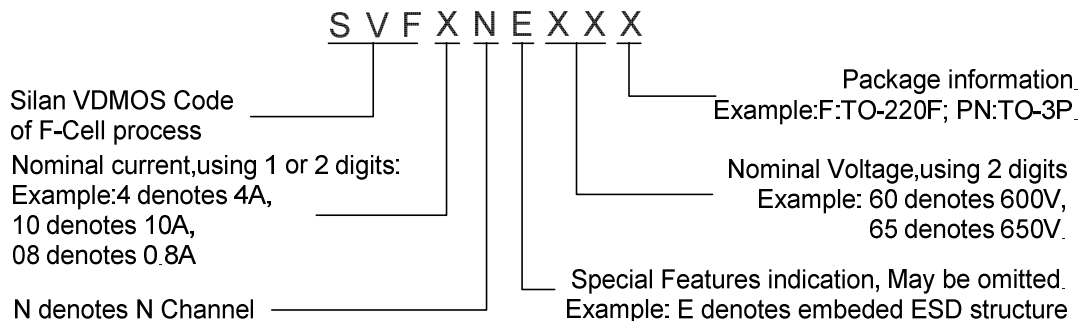 S V F X N E X X X
Silan VDMOS Code
of F-Cell process
Nominal current,using 1 or 2 digits:
Example:4 denotes 4A,
10 denotes 10A,
08 denotes 0.8A
N denotes N Channel
Package information.
Example:F:TO-220F; PN:TO-3P.
Nominal Voltage,using 2 digits
Example: 60 denotes 600V,
65 denotes 650V.
Special Features indication, May be omitted.
Example: E denotes embeded ESD structure